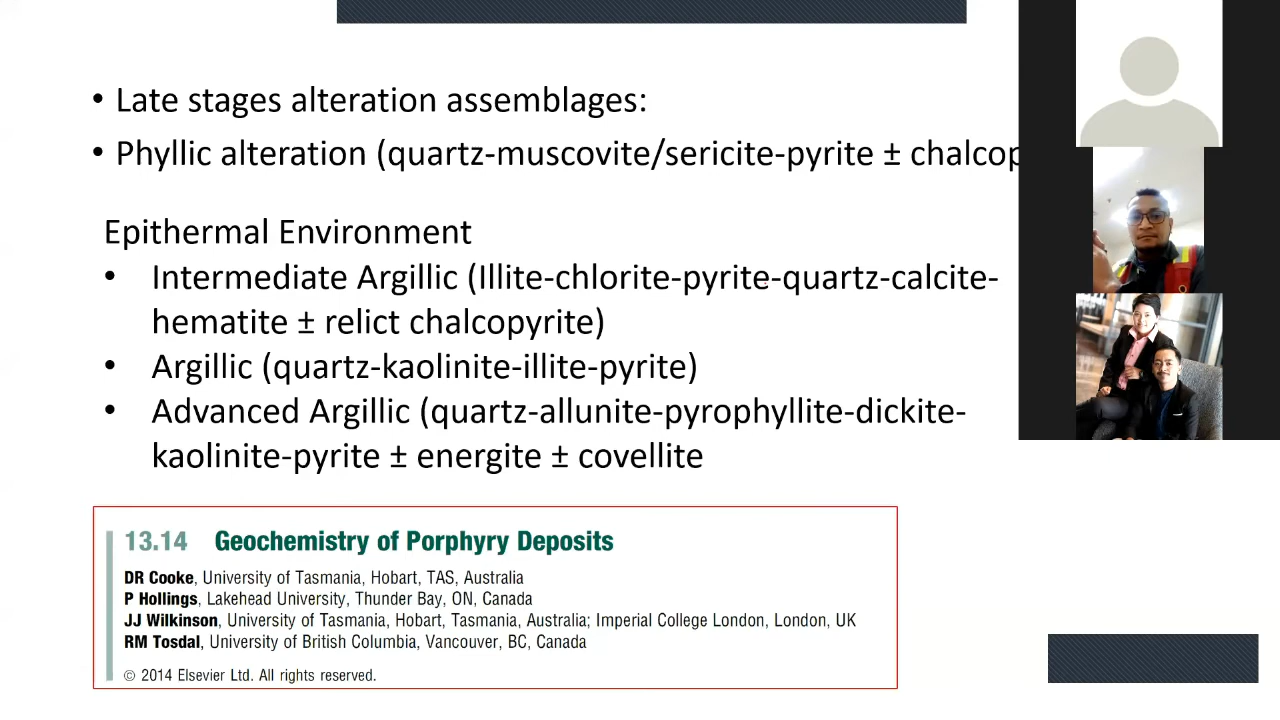 • Late stages alteration assemblages:
• Phyllic alteration (quartz-muscovite/sericite-pyrite ±
Epithermal Environment
• Intermediate Argillic (Illite-chlorite-pyrite-quartz-calcite-
hematite ± relict chalcopyrite)
• Argillic (quartz-kaolinite-illite-pyrite)
• Advanced Argillic (quartz-allunite-pyrophyllite-dickite-
kaolinite-pyrite ± energite ± covellite
13.14 Geochemistry of Porphyry Deposits
DR Cooke, University of Tasmania, Hobart, TAS, Australia
P Hollings, Lakehead University, Thunder Bay, ON, Canada
JJ Wilkinson, University of Tasmania, Hobart, Tasmania, Australia; Imperial College London, London, UK
RM Tosdal, University of British Columbia, Vancouver, BC, Canada
© 2014 Elsevier Ltd. All rights reserved.